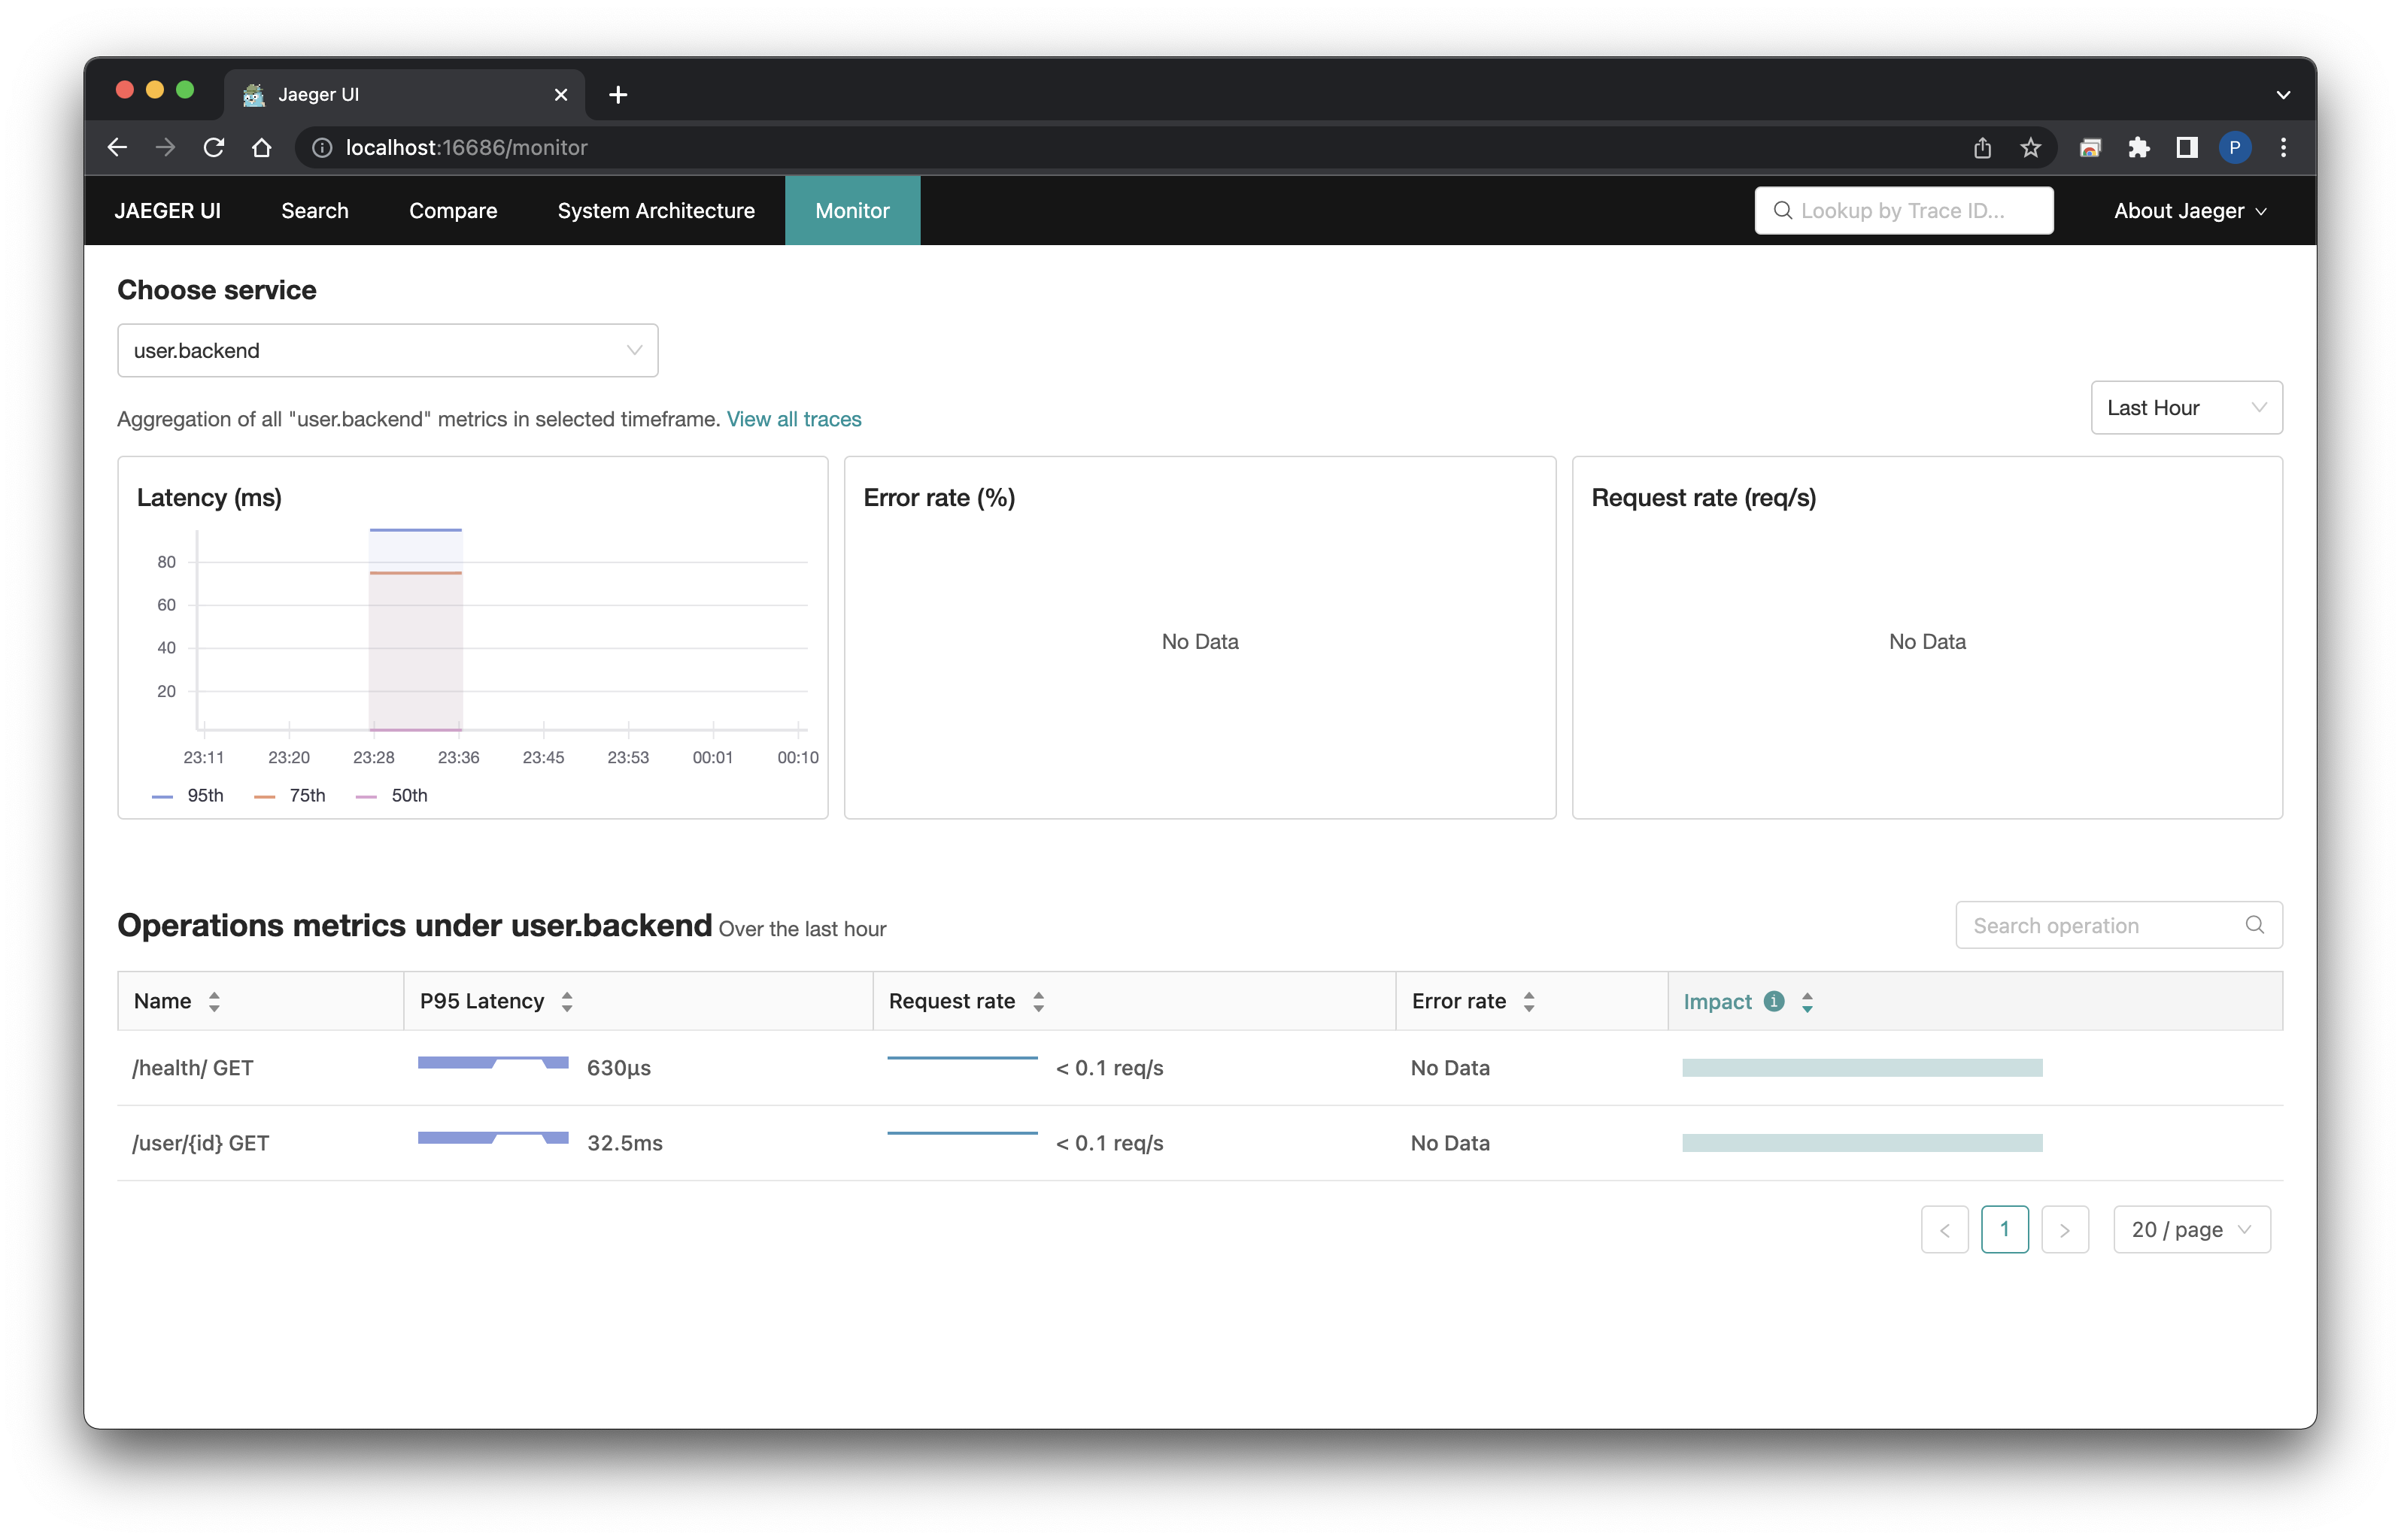 Jaeger UI
localhost:16686/monitor
P
JAEGER UI Search Compare System Architecture Monitor Lookup by Trace ID... About Jaeger
Choose service
user.backend
Last Hour
Aggregation of all "user.backend" metrics in selected timeframe. View all traces
Latency (ms)
80
60
40
20
23:11 23:20 23:28 23:36 23:45 23:53 00:01 00:10
95th 75th 50th
Error rate (%)
No Data
Request rate (req/s)
No Data
Operations metrics under user.backend Over the last hour
Search operation
Name P95 Latency Request rate Error rate Impact
/health/ GET 630μs < 0.1 req/s No Data
/user/{id} GET 32.5ms < 0.1 req/s No Data
< 1 > 20 / page